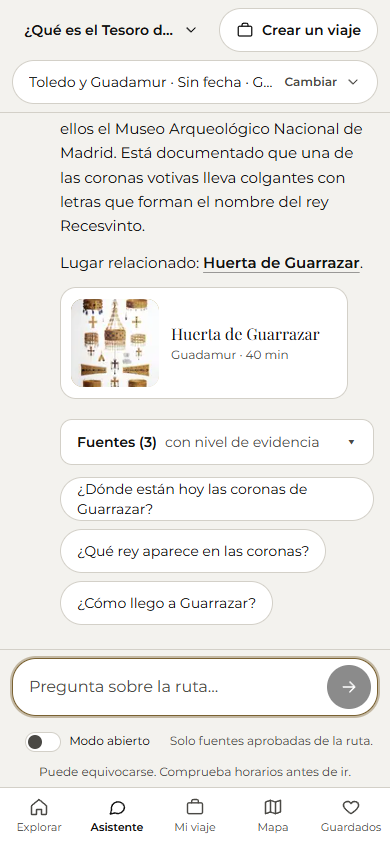 ¿Qué es el Tesoro d...
Crear un viaje
Toledo y Guadamur · Sin fecha · G...
Cambiar
ellos el Museo Arqueológico Nacional de
Madrid. Está documentado que una de
las coronas votivas lleva colgantes con
letras que forman el nombre del rey
Recesvinto.
Lugar relacionado: Huerta de Guarrazar.
Huerta de Guarrazar
Guadamur · 40 min
Fuentes (3) con nivel de evidencia
¿Dónde están hoy las coronas de
Guarrazar?
¿Qué rey aparece en las coronas?
¿Cómo llego a Guarrazar?
Pregunta sobre la ruta...
Modo abierto
Solo fuentes aprobadas de la ruta.
Puede equivocarse. Comprueba horarios antes de ir.
Explorar
Asistente
Mi viaje
Mapa
Guardados